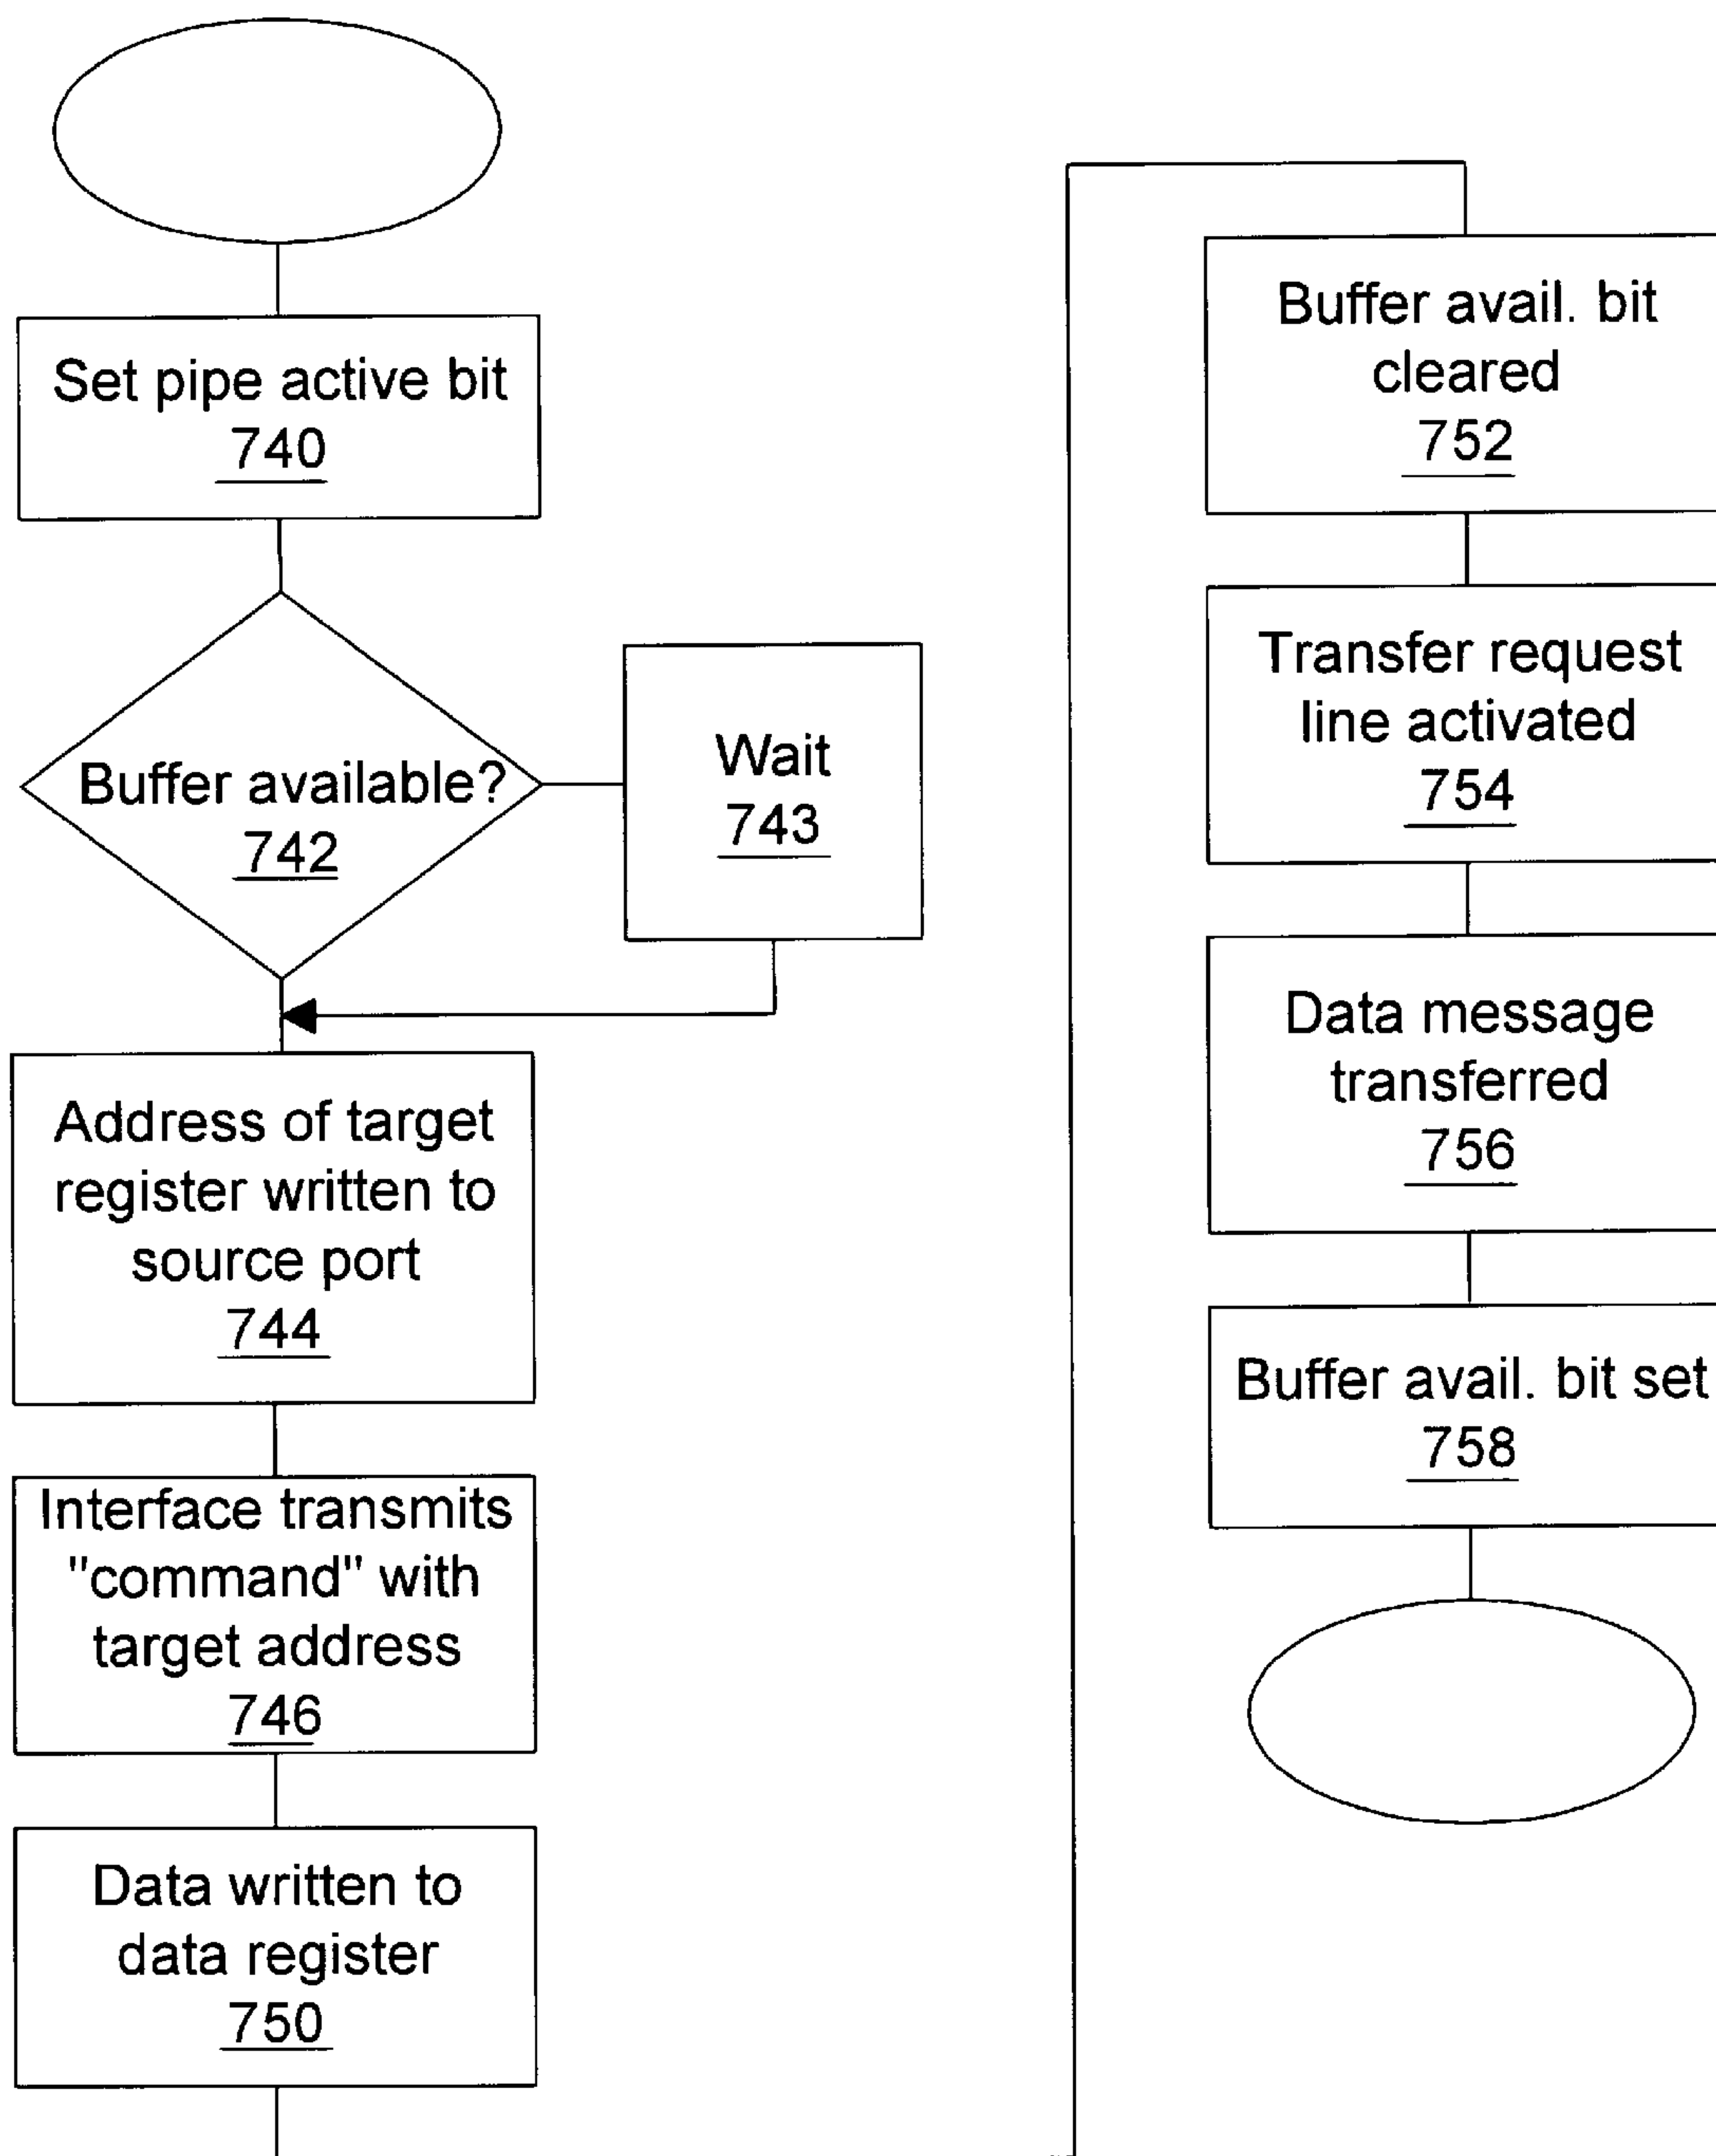 Set pipe active bit
740
Buffer available?
742
Wait
743
Address of target
register written to
source port
744
Interface transmits
"command" with
target address
746
Data written to
data register
750
Buffer avail. bit
cleared
752
Transfer request
line activated
754
Data message
transferred
756
Buffer avail. bit set
758